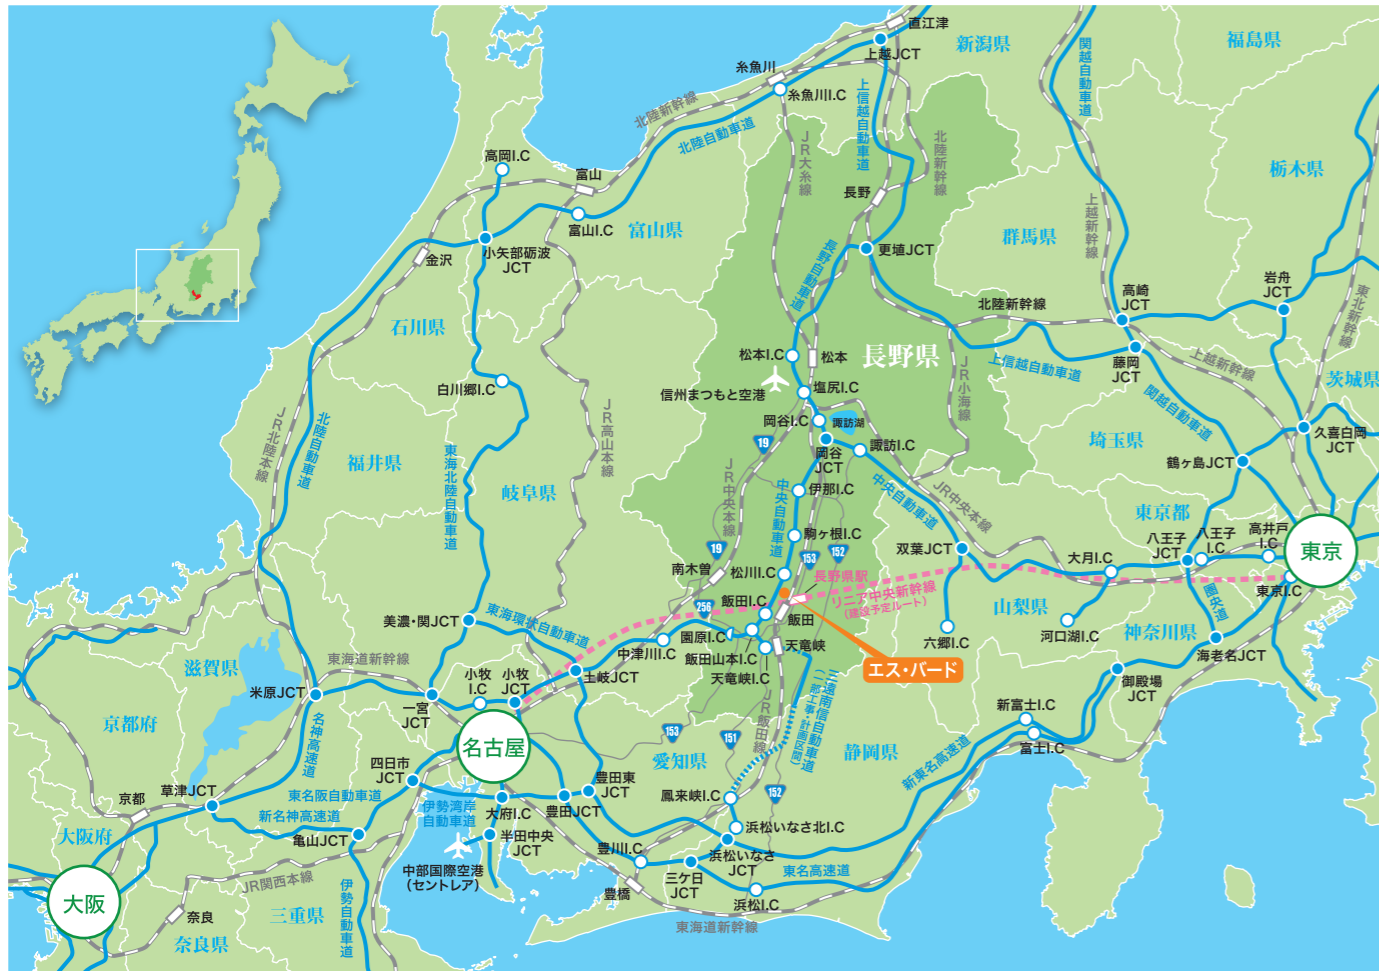 直江津
上越JCT
新潟県
福島県
関越自動車道
糸魚川
糸魚川I.C
上信越自動車道
北陸新幹線
北陸自動車道
JR大糸線
北陸新幹線
高岡I.C
富山
長野
栃木県
富山I.C
富山県
小矢部砺波
JCT
金沢
更埴JCT
群馬県
上越新幹線
長野自動車道
岩舟
JCT
高崎
JCT
北陸新幹線
東北新幹線
石川県
松本I.C
松本
長野県
上信越自動車道
藤岡
JCT
上越新幹線
茨城県
白川郷I.C
信州まつもと空港
塩尻I.C
JR小海線
関越自動車道
岡谷I.C
諏訪湖
JR北陸本線
北陸自動車道
JR高山本線
19
岡谷
JCT
諏訪I.C
埼玉県
久喜白岡
JCT
福井県
東海北陸自動車道
岐阜県
JR中央本線
中央自動車道
伊那I.C
中央自動車道
JR中央本線
鶴ヶ島JCT
東京都
駒ヶ根I.C
19
153
152
双葉JCT
八王子
JCT
八王子
I.C
高井戸
I.C
東京
南木曽
松川I.C
長野県駅
リニア中央新幹線
(建設予定ルート)
大月I.C
圏央道
東京I.C
256
飯田I.C
飯田
山梨県
美濃・関JCT
東海環状自動車道
園原I.C
六郷I.C
河口湖I.C
神奈川県
中津川I.C
飯田山本I.C
天竜峡
天竜峡I.C
海老名JCT
滋賀県
東海道新幹線
土岐JCT
エス・バード
御殿場
JCT
米原JCT
小牧
I.C
小牧
JCT
一宮
JCT
三遠南信自動車道
(一部工事・計画区間)
新富士I.C
富士I.C
京都府
名神高速道
名古屋
153
151
JR飯田線
静岡県
愛知県
新東名高速道
四日市
JCT
豊田東
JCT
152
京都
草津JCT
東名阪自動車道
伊勢湾岸
自動車道
大府I.C
豊田JCT
鳳来峡I.C
新名神高速道
大阪府
亀山JCT
半田中央
JCT
浜松いなさ北I.C
豊川I.C
浜松いなさ
JCT
中部国際空港
(セントレア)
三ケ日
JCT
東名高速道
JR関西本線
伊勢自動車道
大阪
奈良
三重県
豊橋
浜松I.C
東海道新幹線
奈良県